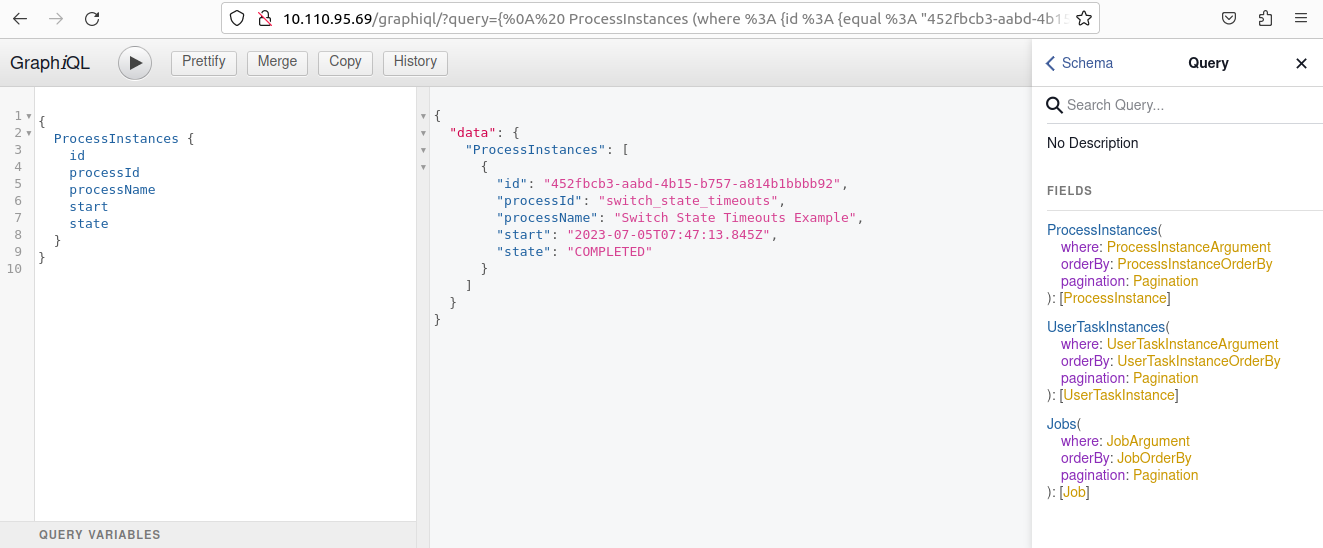 10.110.95.69/graphiql/?query={%0A%20 ProcessInstances (where %3A {id %3A {equal %3A "452fbcb3-aabd-4b15
GraphiQL
Prettify
Merge
Copy
History
1 {
2 ProcessInstances {
3 id
4 processId
5 processName
6 start
7 state
8 }
9 }
10
QUERY VARIABLES
{
"data": {
"ProcessInstances": [
{
"id": "452fbcb3-aabd-4b15-b757-a814b1bbbb92",
"processId": "switch_state_timeouts",
"processName": "Switch State Timeouts Example",
"start": "2023-07-05T07:47:13.845Z",
"state": "COMPLETED"
}
]
}
}
Schema
Query
Search Query...
No Description
FIELDS
ProcessInstances(
where: ProcessInstanceArgument
orderBy: ProcessInstanceOrderBy
pagination: Pagination
): [ProcessInstance]
UserTaskInstances(
where: UserTaskInstanceArgument
orderBy: UserTaskInstanceOrderBy
pagination: Pagination
): [UserTaskInstance]
Jobs(
where: JobArgument
orderBy: JobOrderBy
pagination: Pagination
): [Job]